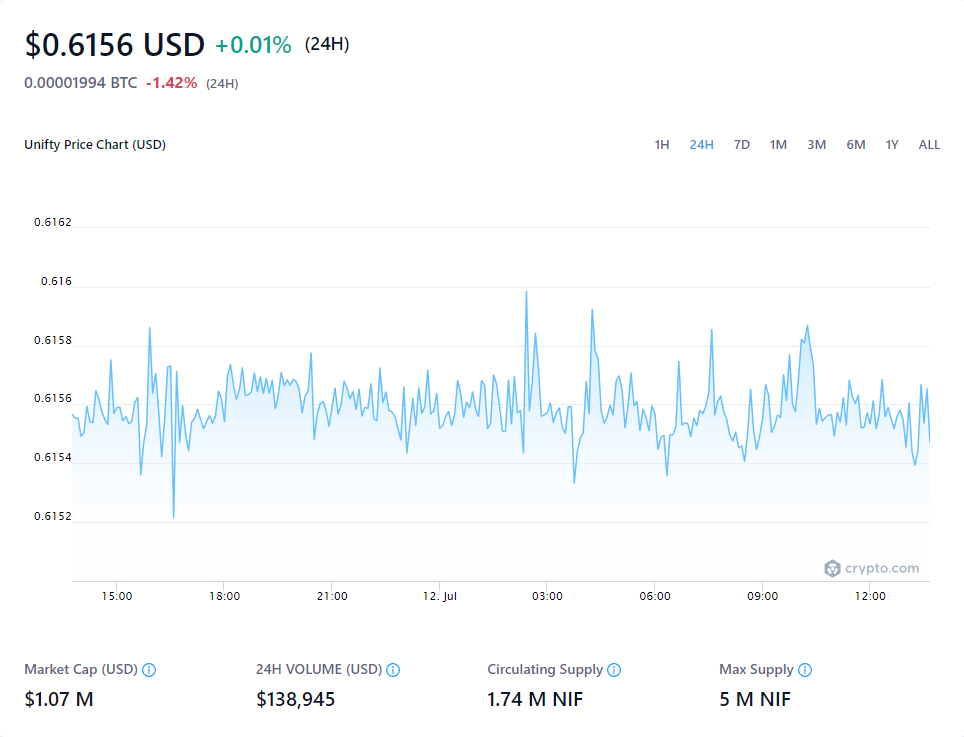 $0.6156 USD +0.01% (24H)
0.00001994 BTC -1.42% (24H)
Unifty Price Chart (USD) 1H 24H 7D 1M 3M 6M 1Y ALL
0.6162
0.616
0.6158
0.6156
0.6154
0.6152
crypto.com
15:00 18:00 21:00 12. Jul 03:00 06:00 09:00 12:00
Market Cap (USD) 24H VOLUME (USD) Circulating Supply Max Supply
$1.07 M $138,945 1.74 M NIF 5 M NIF